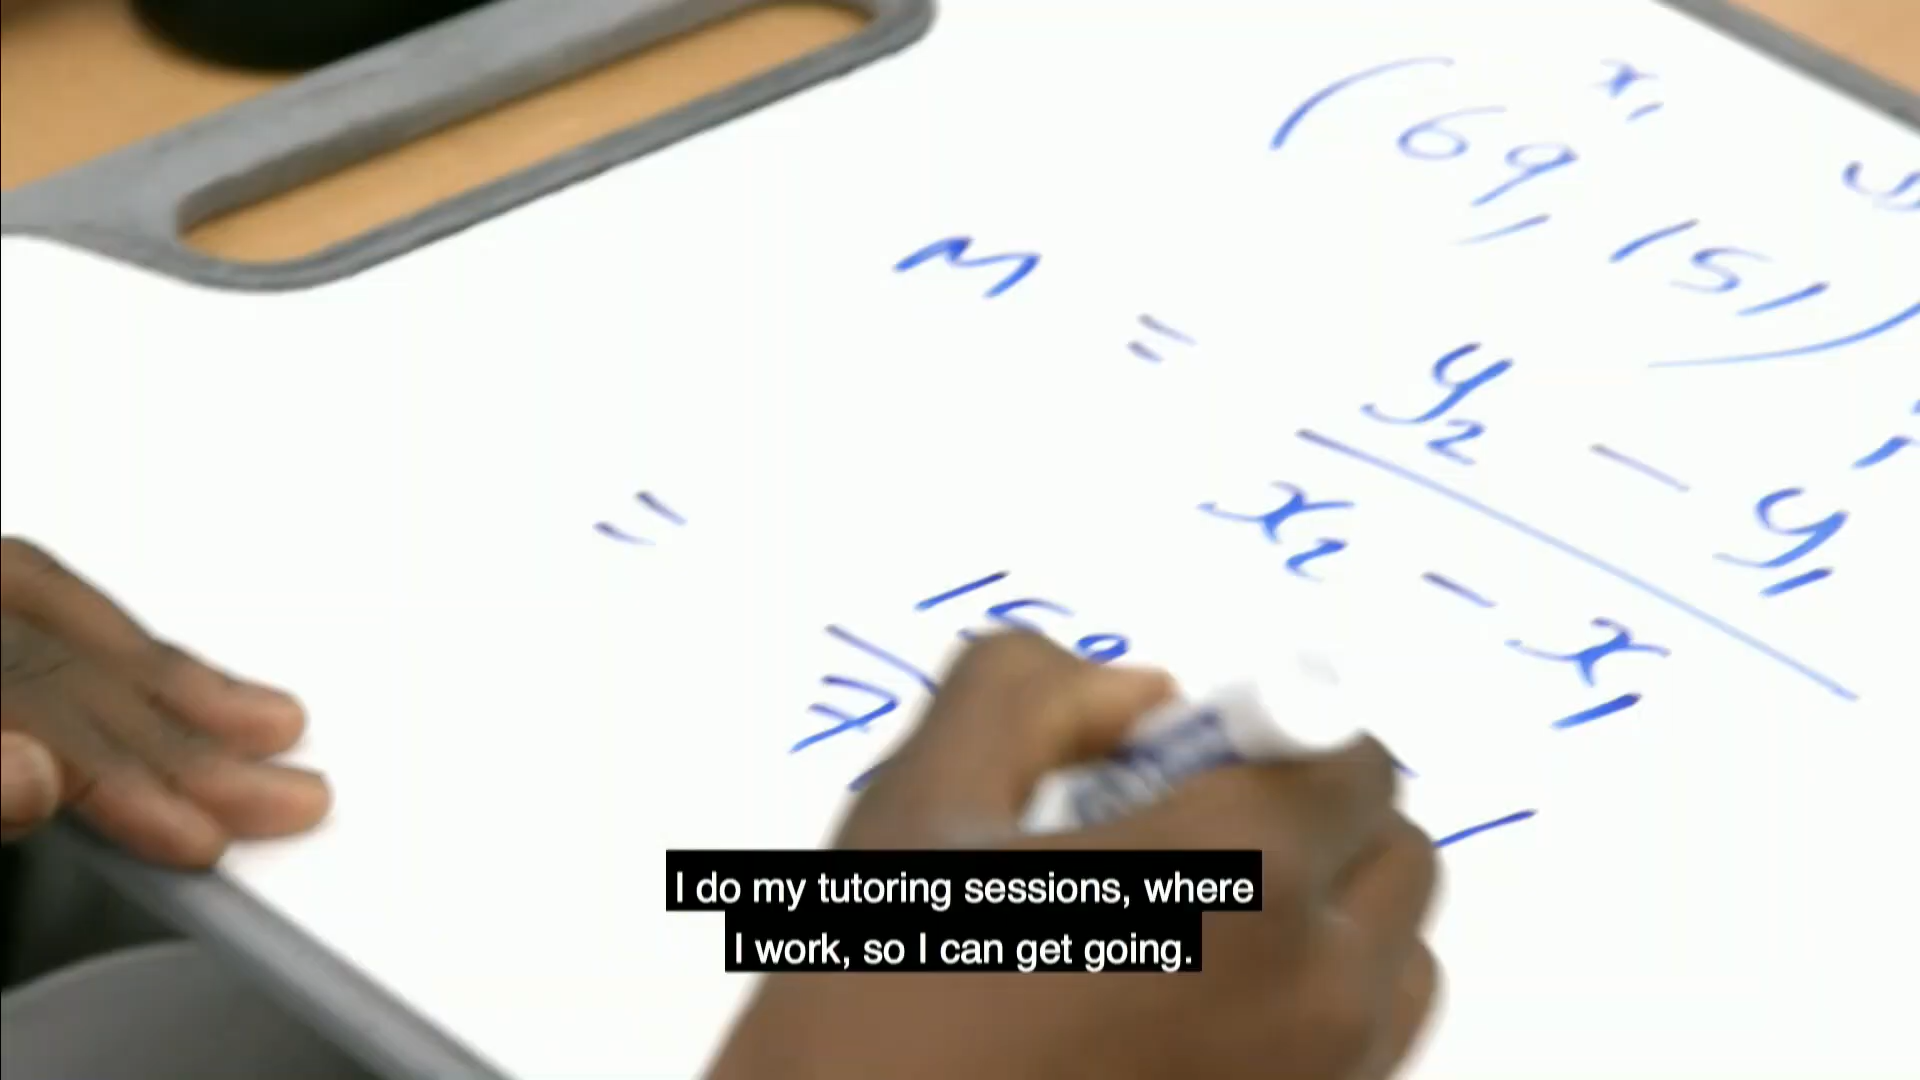 x₁
(69, 151)
M = y₂ - y₁
x₂ - x₁
=
I do my tutoring sessions, where
I work, so I can get going.